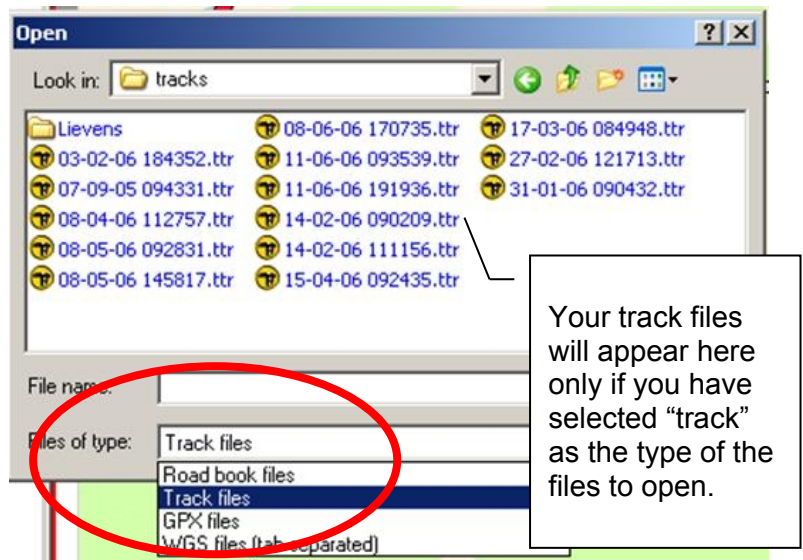 Open
Look in: tracks
Lievens
03-02-06 184352.ttr
07-09-05 094331.ttr
08-04-06 112757.ttr
08-05-06 092831.ttr
08-05-06 145817.ttr
08-06-06 170735.ttr
11-06-06 093539.ttr
11-06-06 191936.ttr
14-02-06 090209.ttr
14-02-06 111156.ttr
15-04-06 092435.ttr
17-03-06 084948.ttr
27-02-06 121713.ttr
31-01-06 090432.ttr
Your track files
will appear here
only if you have
selected “track”
as the type of the
files to open.
File name:
Files of type: Track files
Road book files
Track files
GPX files
WGS files (tab separated)